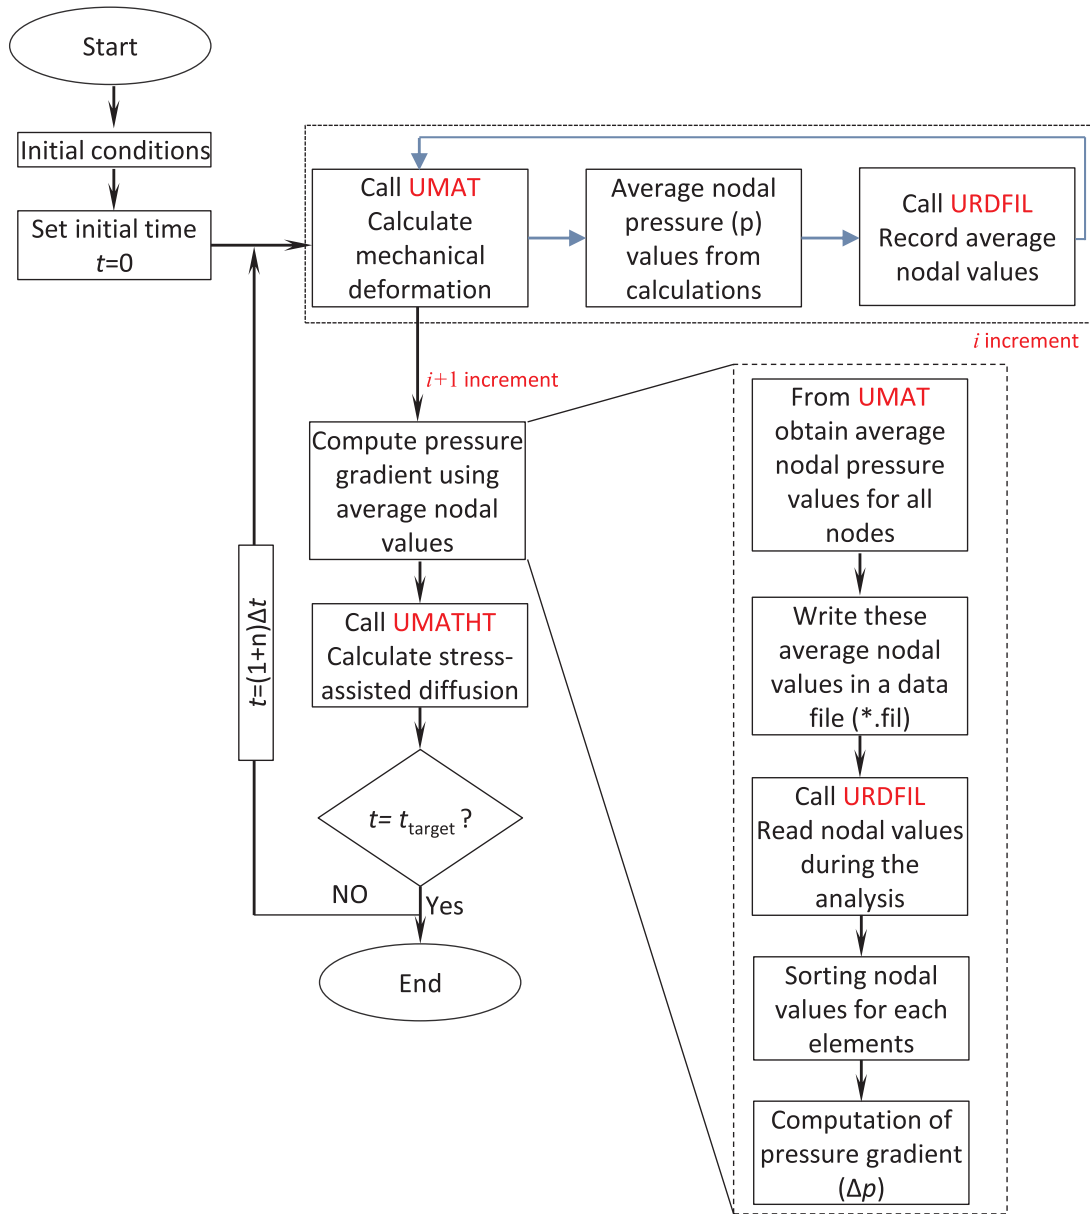 Start
Initial conditions
Set initial time
t=0
Call UMAT
Calculate
mechanical
deformation
Average nodal
pressure (p)
values from
calculations
Call URDFIL
Record average
nodal values
i increment
i+1 increment
Compute pressure
gradient using
average nodal
values
Call UMATHT
Calculate stress-
assisted diffusion
t= t_target ?
NO
Yes
End
t=(1+n)Δt
From UMAT
obtain average
nodal pressure
values for all
nodes
Write these
average nodal
values in a data
file (*.fil)
Call URDFIL
Read nodal values
during the
analysis
Sorting nodal
values for each
elements
Computation of
pressure gradient
(Δp)